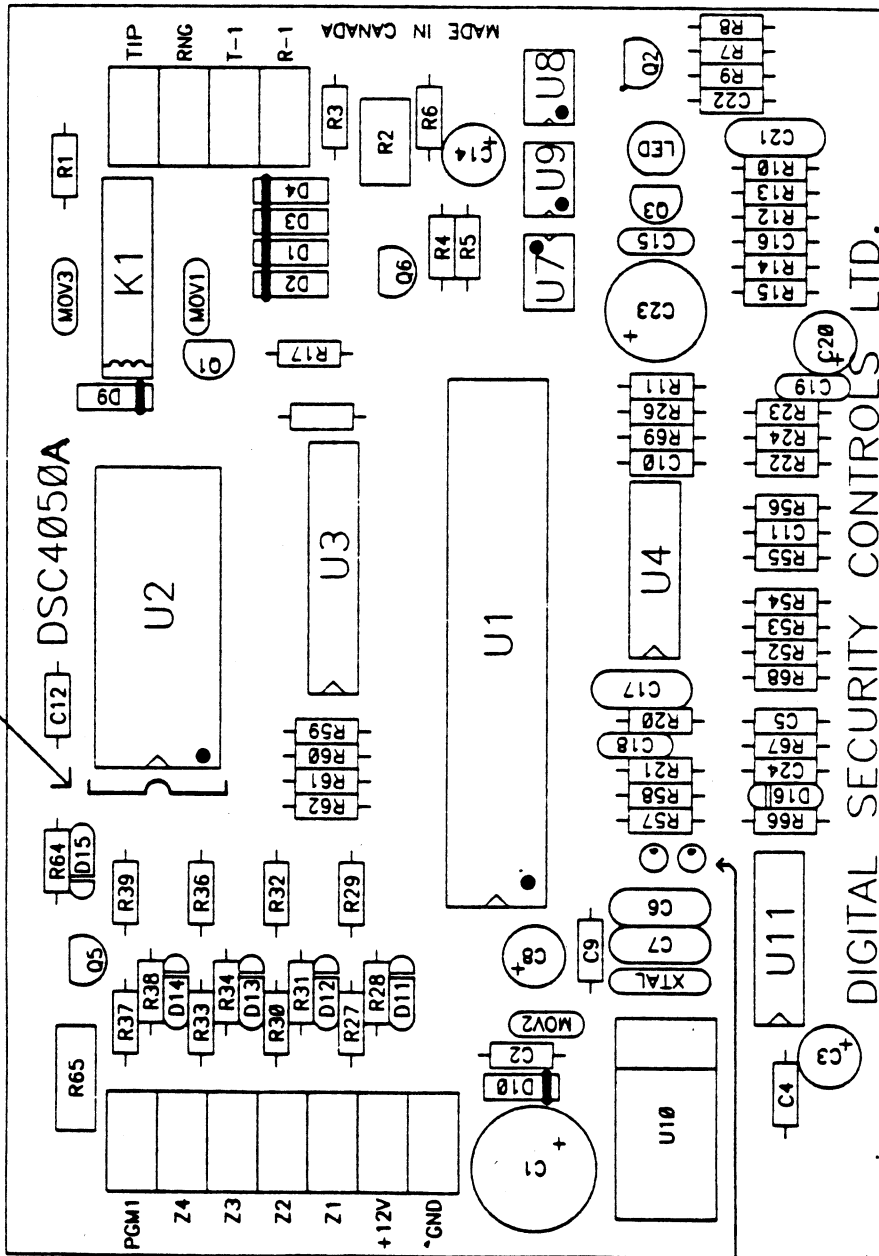 TIP
RNG
T-1
R-1
MADE IN CANADA
R1
MOV3
K1
MOV1
D9
Q1
D4
D3
D1
D2
R3
R2
R6
C14
+
R4
R5
Q6
R17
U8
U9
U7
Q2
LED
Q3
C15
C23
+
R8
R7
R9
C22
C21
R10
R13
R12
C16
R14
R15
C20
+
C19
R23
R24
R22
R11
R26
R69
C10
DSC4050A
C12
U2
U3
U1
U4
R56
C11
R55
R54
R53
R52
R68
C5
R67
C24
D16
R66
C17
R20
C18
R21
R58
R57
R59
R60
R61
R62
R64
D15
R39
R36
R32
R29
Q5
R37
R38
D14
R33
R34
D13
R30
R31
D12
R27
R28
D11
R65
C8
+
C9
C6
C7
XTAL
U11
MOV2
C2
D10
C1
+
U10
C4
C3
+
PGM1
Z4
Z3
Z2
Z1
+12V
GND
DIGITAL SECURITY CONTROLS LTD.